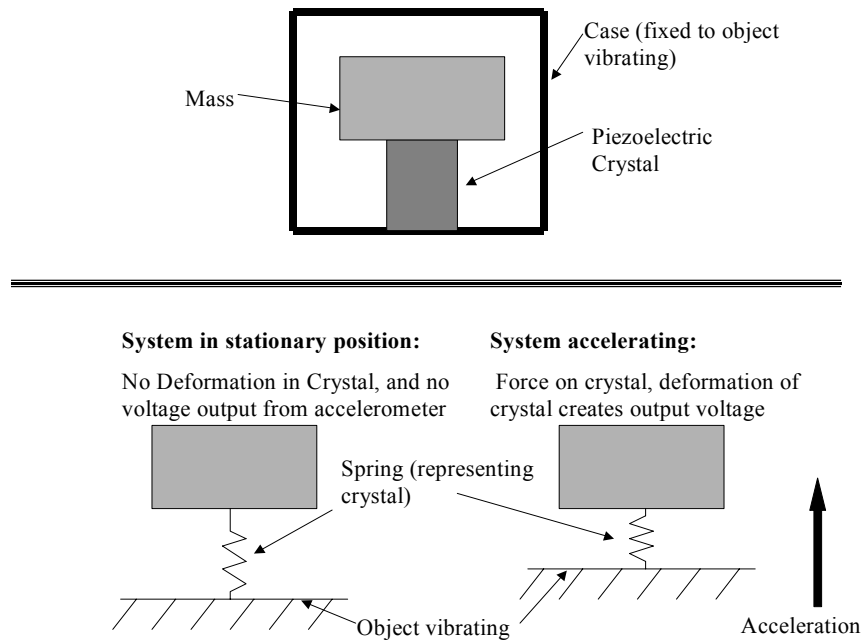 Case (fixed to object
vibrating)
Mass
Piezoelectric
Crystal
System in stationary position:
No Deformation in Crystal, and no
voltage output from accelerometer
System accelerating:
Force on crystal, deformation of
crystal creates output voltage
Spring (representing
crystal)
Object vibrating
Acceleration